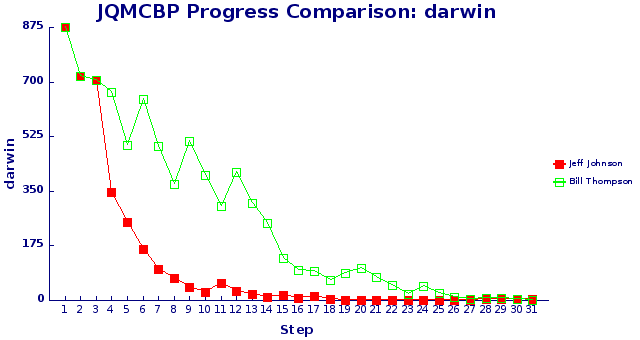 JQMCBP Progress Comparison: darwin
875
700
525
350
175
0
darwin
1 2 3 4 5 6 7 8 9 10 11 12 13 14 15 16 17 18 19 20 21 22 23 24 25 26 27 28 29 30 31
Step
Jeff Johnson
Bill Thompson